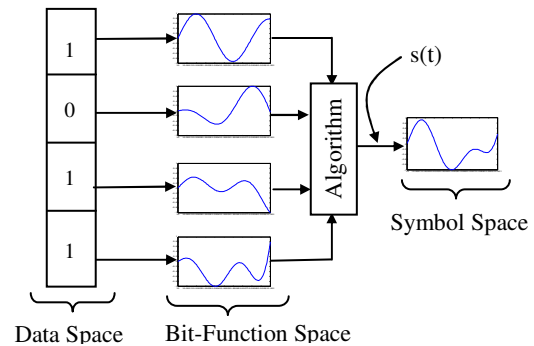 1
0
1
1
Algorithm
s(t)
Symbol Space
Data Space
Bit-Function Space